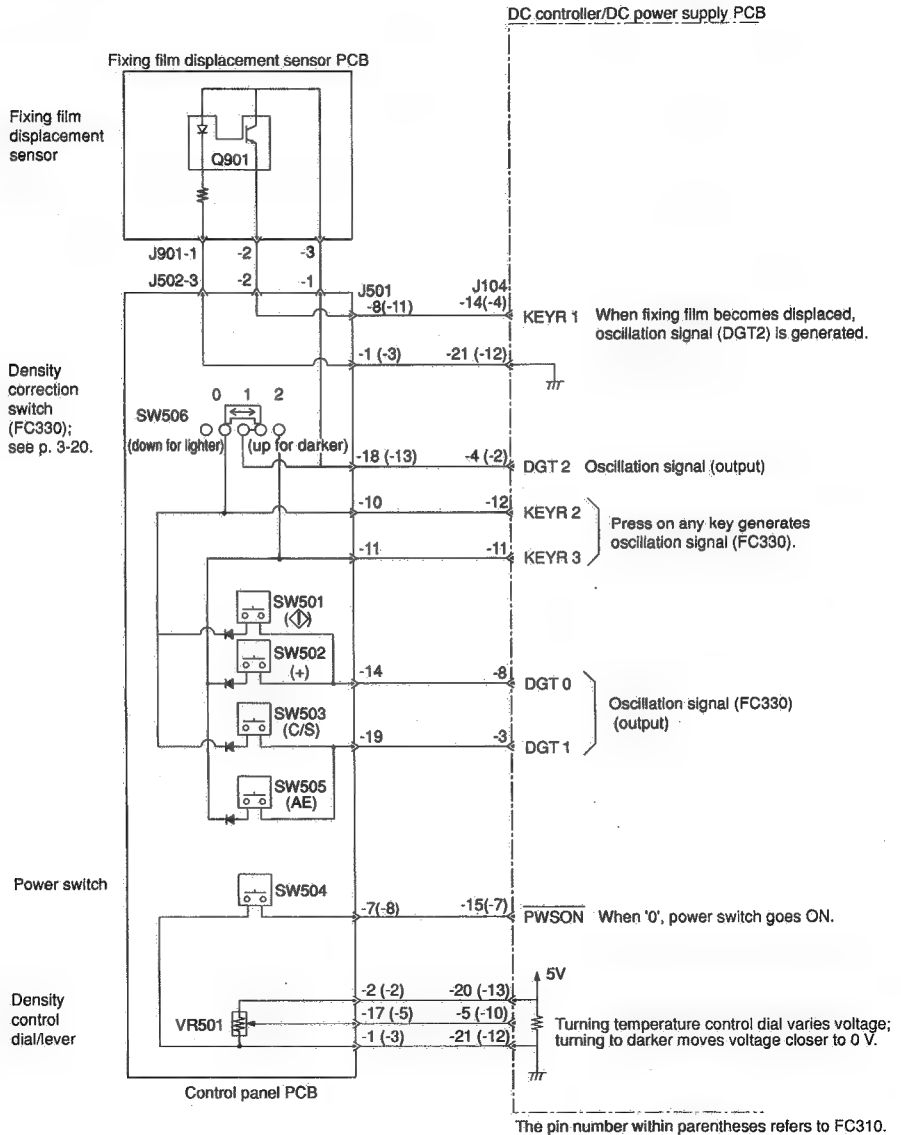 DC controller/DC power supply PCB
Fixing film displacement sensor PCB
Fixing film
displacement
sensor
Q901
J901-1 -2 -3
J502-3 -2 -1
J501 J104
-8(-11) -14(-4)
KEYR 1 When fixing film becomes displaced,
oscillation signal (DGT2) is generated.
-1 (-3) -21 (-12)
Density
correction
switch
(FC330);
see p. 3-20.
0 1 2
SW506
(down for lighter) (up for darker)
-18 (-13) -4 (-2)
DGT 2 Oscillation signal (output)
-10 -12
KEYR 2
Press on any key generates
oscillation signal (FC330).
-11 -11
KEYR 3
SW501
SW502
(+)
-14 -8
DGT 0
Oscillation signal (FC330)
(output)
SW503
(C/S)
-19 -3
DGT 1
SW505
(AE)
Power switch
SW504
-7(-8) -15(-7)
PWSON When '0', power switch goes ON.
5V
Density
control
dial/lever
VR501
-2 (-2) -20 (-13)
-17 (-5) -5 (-10)
-1 (-3) -21 (-12)
Turning temperature control dial varies voltage;
turning to darker moves voltage closer to 0 V.
Control panel PCB
The pin number within parentheses refers to FC310.